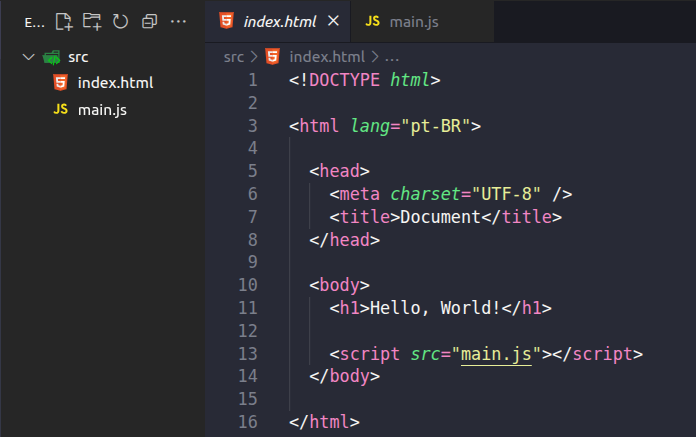 E...
index.html
JS main.js
src
index.html
JS main.js
src > index.html > ...
1 <!DOCTYPE html>
2
3 <html lang="pt-BR">
4
5 <head>
6 <meta charset="UTF-8" />
7 <title>Document</title>
8 </head>
9
10 <body>
11 <h1>Hello, World!</h1>
12
13 <script src="main.js"></script>
14 </body>
15
16 </html>